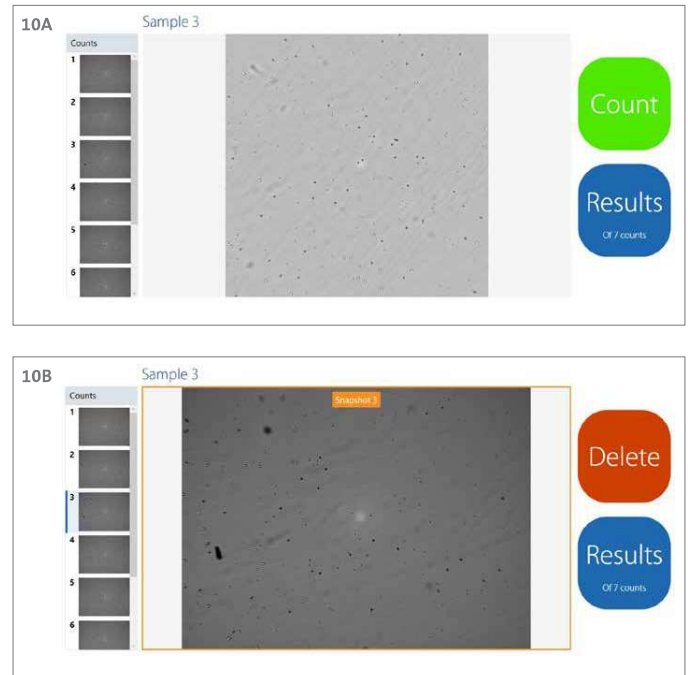 10A
Sample 3
Counts
1
2
3
4
5
6
Count
Results
Of 7 counts
10B
Sample 3
Counts
1
2
3
4
5
6
Snapshot 3
Delete
Results
Of 7 counts